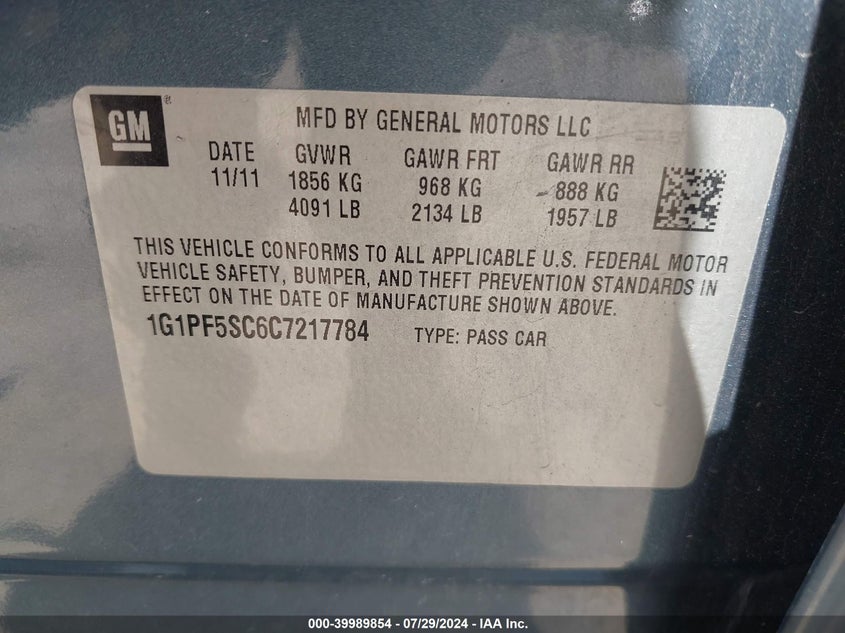 GM®
MFD BY GENERAL MOTORS LLC
DATE GVWR GAWR FRT GAWR RR
11/11 1856 KG 968 KG 888 KG
4091 LB 2134 LB 1957 LB
THIS VEHICLE CONFORMS TO ALL APPLICABLE U.S. FEDERAL MOTOR
VEHICLE SAFETY, BUMPER, AND THEFT PREVENTION STANDARDS IN
EFFECT ON THE DATE OF MANUFACTURE SHOWN ABOVE.
1G1PF5SC6C7217784 TYPE: PASS CAR
000-39989854 / 07/29/2024 - IAA Inc.